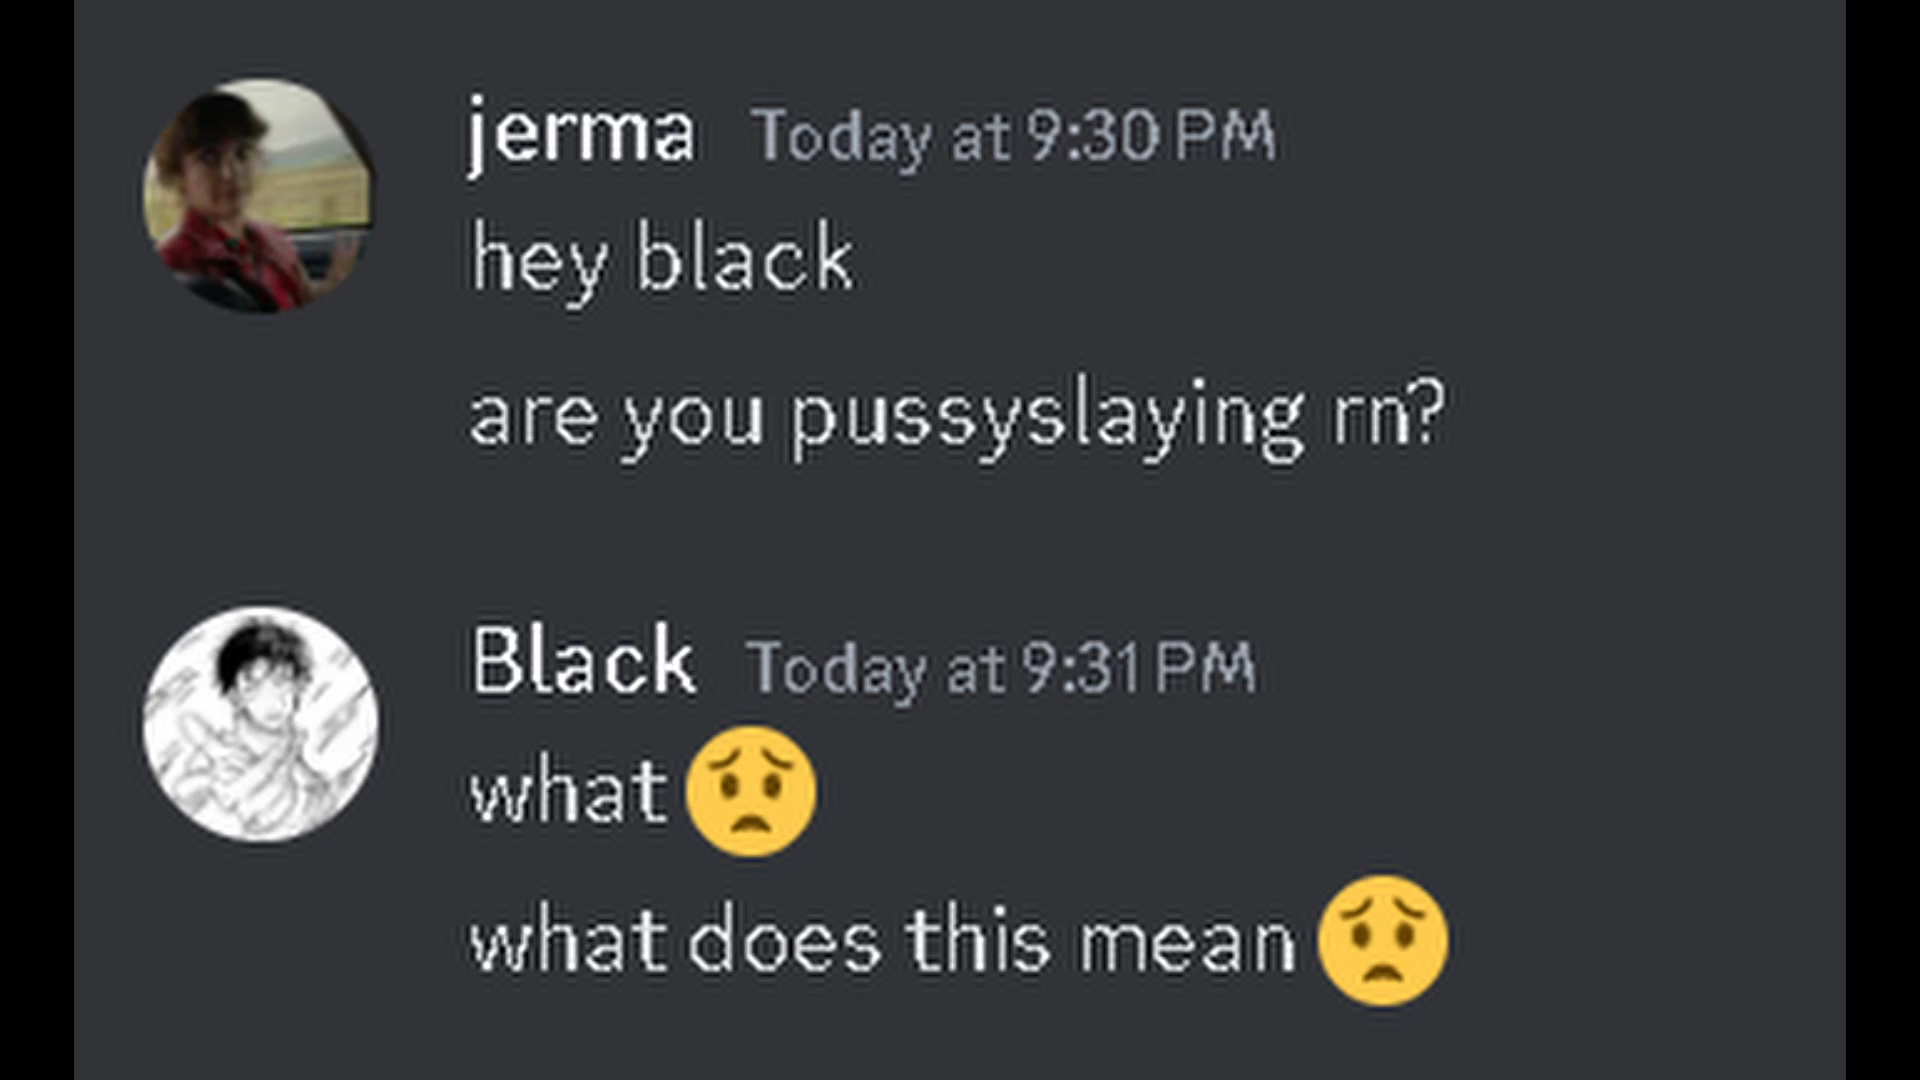 jerma Today at 9:30 PM
hey black
are you pussyslaying rn?
Black Today at 9:31 PM
what 😟
what does this mean 😟